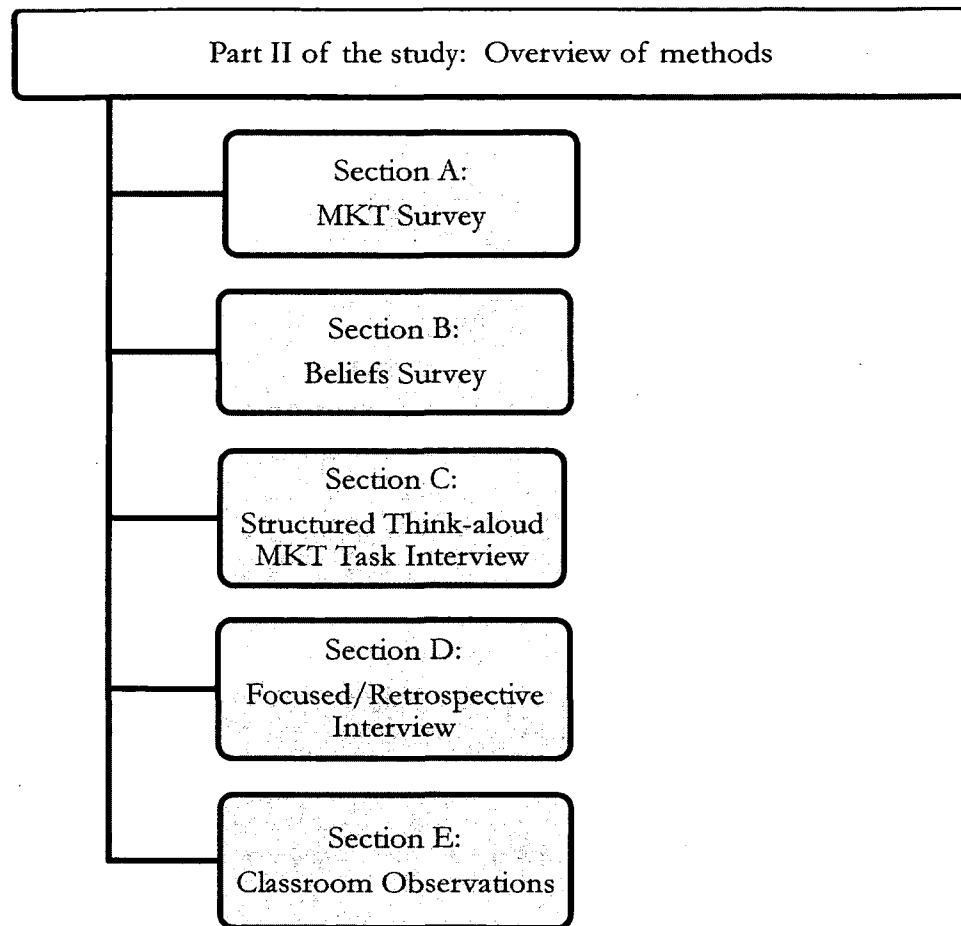 Part II of the study: Overview of methods
Section A:
MKT Survey
Section B:
Beliefs Survey
Section C:
Structured Think-aloud
MKT Task Interview
Section D:
Focused/Retrospective
Interview
Section E:
Classroom Observations